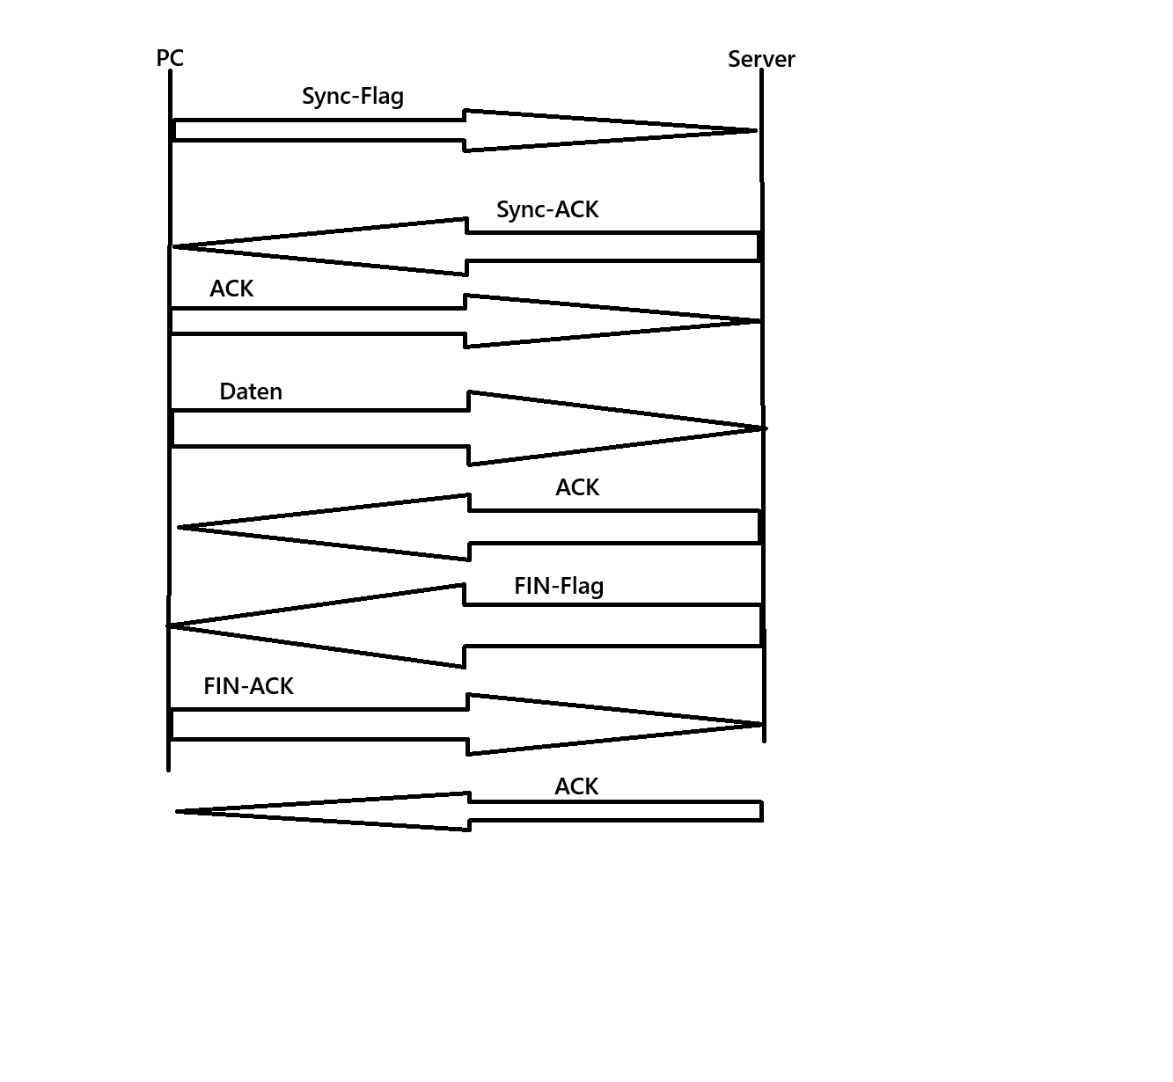 PC
Server
Sync-Flag
Sync-ACK
ACK
Daten
ACK
FIN-Flag
FIN-ACK
ACK